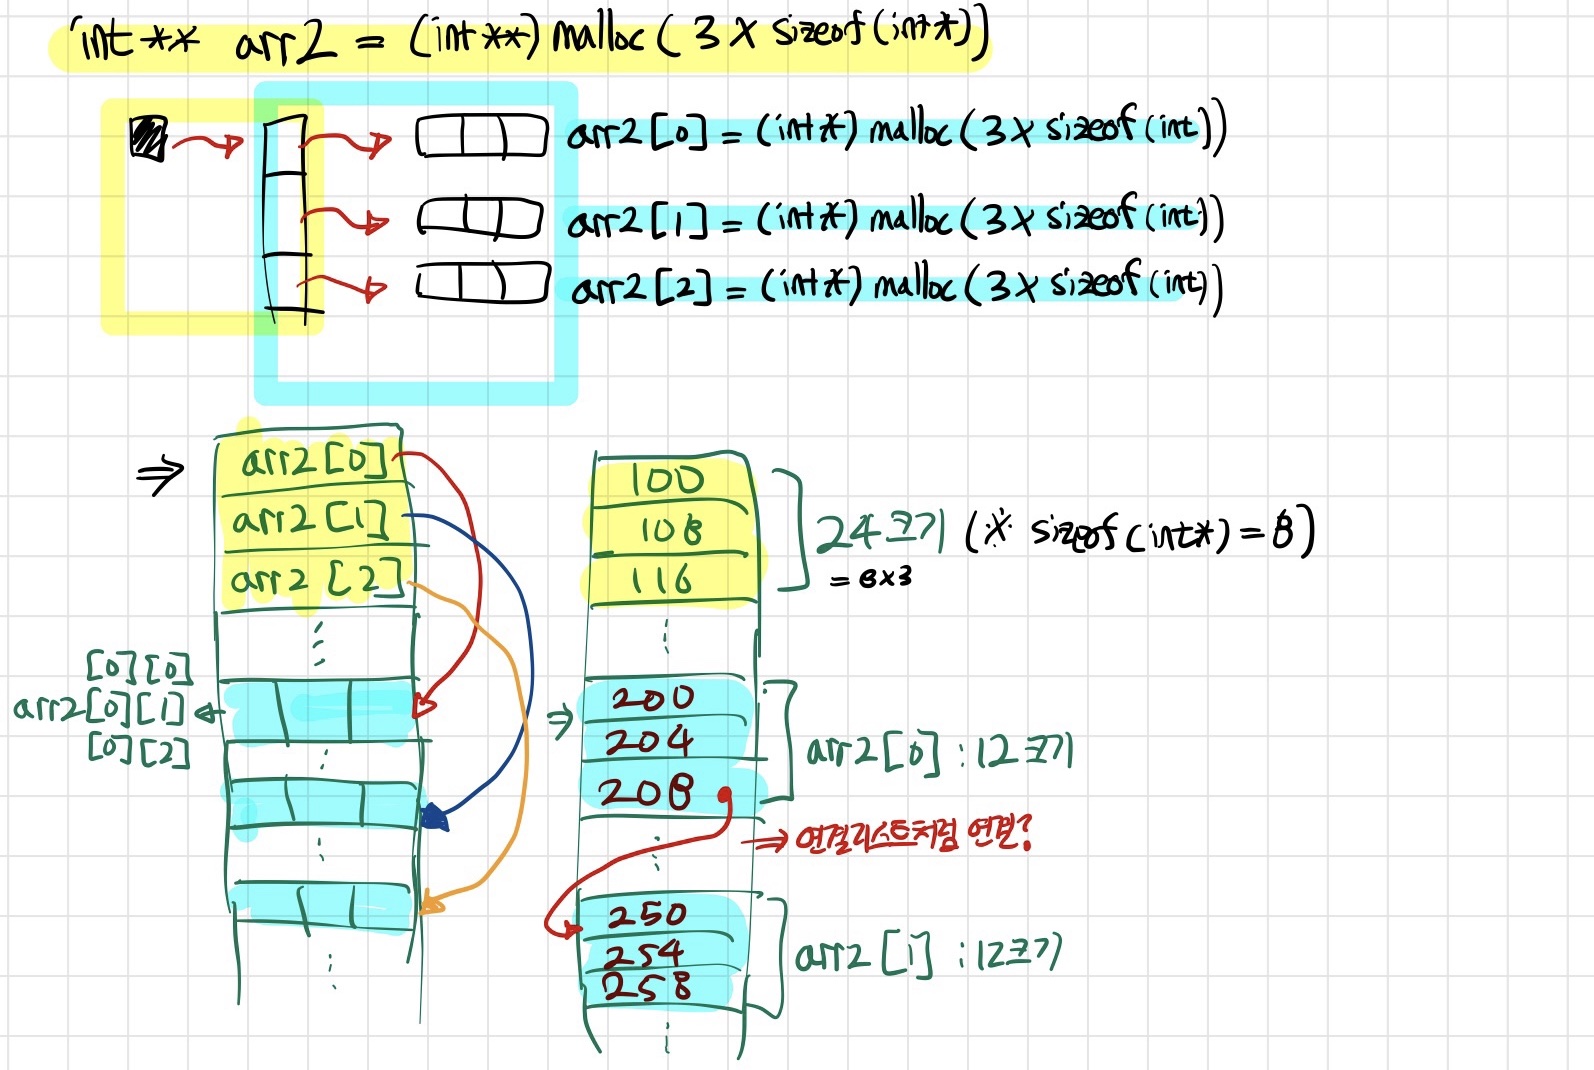 int** arr2 = (int**) malloc(3 × sizeof(int*))
arr2[0] = (int*) malloc(3 × sizeof(int))
arr2[1] = (int*) malloc(3 × sizeof(int))
arr2[2] = (int*) malloc(3 × sizeof(int))
⇒ arr2[0]
arr2[1]
arr2[2]
[0][0]
arr2[0][1] ←
[0][2]
100
108
116
24크기 (※ sizeof(int*) = 8)
= 8×3
⇒ 200
204
208
arr2[0] : 12크기
⇒ 연결리스트처럼 연결?
250
254
258
arr2[1] : 12크기